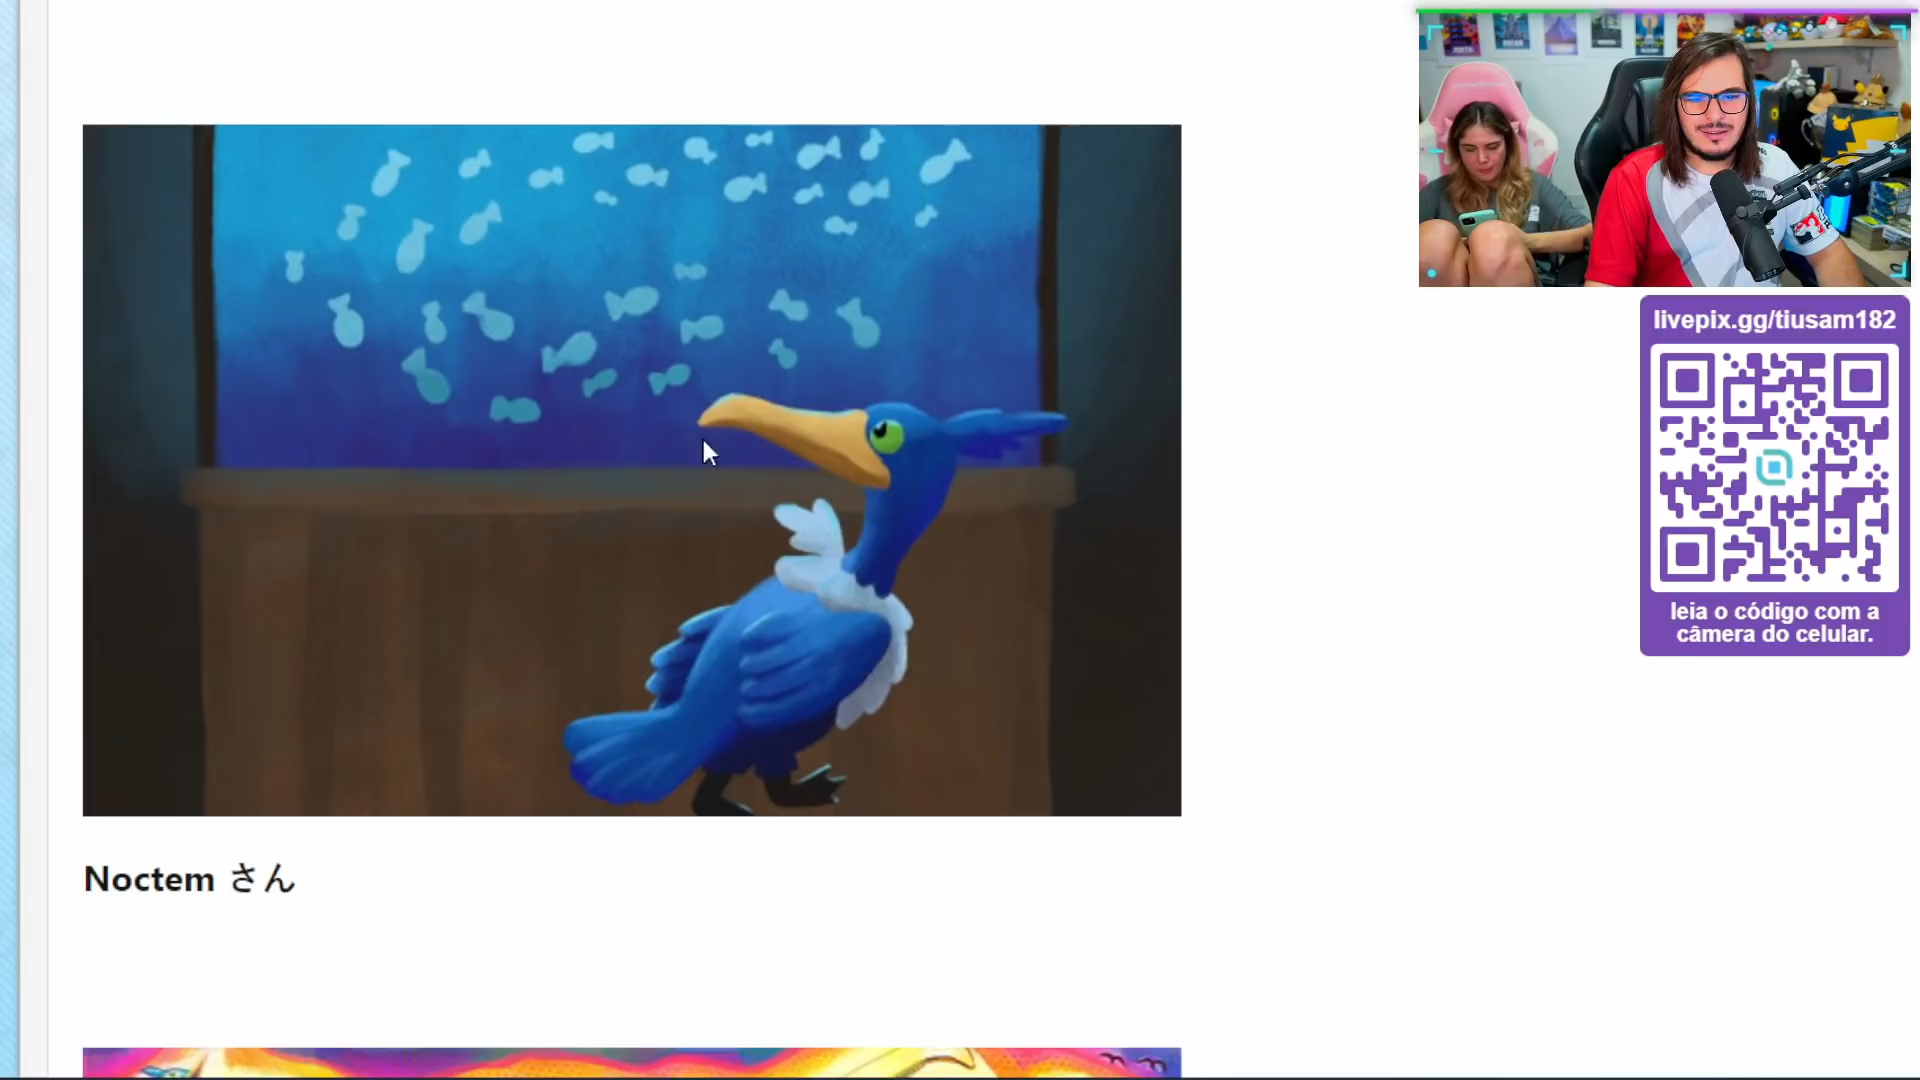 livepix.gg/tiusam182
leia o código com a
câmera do celular.
Noctem さん